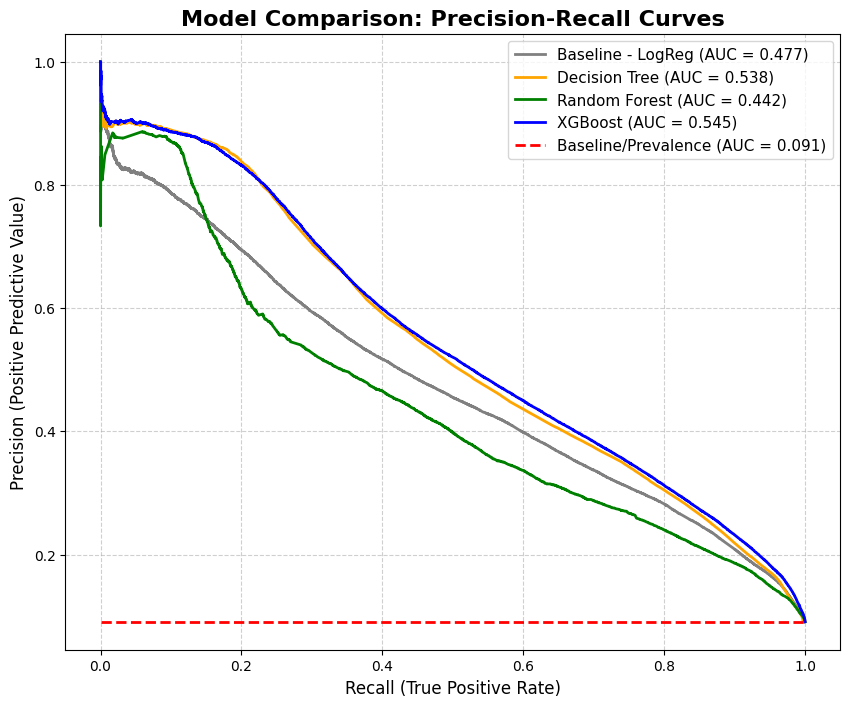 Model Comparison: Precision-Recall Curves
Baseline - LogReg (AUC = 0.477)
Decision Tree (AUC = 0.538)
Random Forest (AUC = 0.442)
XGBoost (AUC = 0.545)
Baseline/Prevalence (AUC = 0.091)
Precision (Positive Predictive Value)
1.0
0.8
0.6
0.4
0.2
0.0 0.2 0.4 0.6 0.8 1.0
Recall (True Positive Rate)